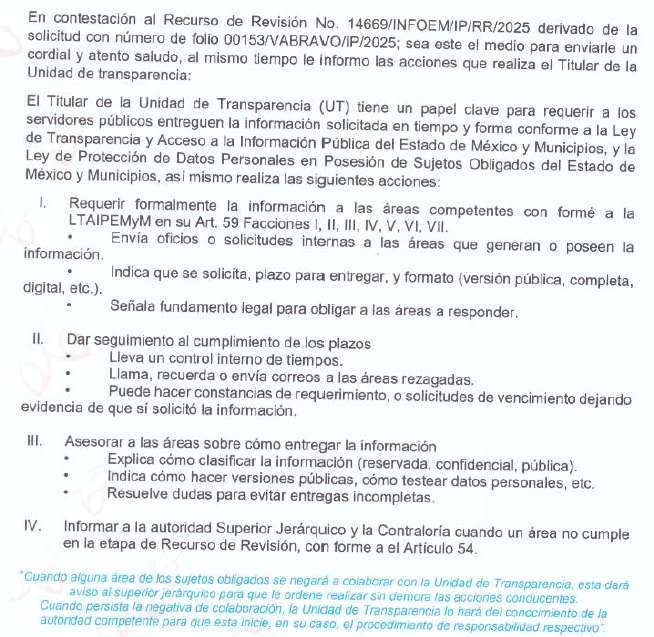 En contestación al Recurso de Revisión No. 14669/INFOEM/IP/RR/2025 derivado de la
solicitud con número de folio 00153/VABRAVO/IP/2025; sea este el medio para enviarle un
cordial y atento saludo, al mismo tiempo le informo las acciones que realiza el Titular de la
Unidad de transparencia:
El Titular de la Unidad de Transparencia (UT) tiene un papel clave para requerir a los
servidores públicos entreguen la información solicitada en tiempo y forma conforme a la Ley
de Transparencia y Acceso a la Información Pública del Estado de México y Municipios, y la
Ley de Protección de Datos Personales en Posesión de Sujetos Obligados del Estado de
México y Municipios, así mismo realiza las siguientes acciones:
I. Requerir formalmente la información a las áreas competentes con formé a la
LTAIPEMyM en su Art. 59 Facciones I, II, III, IV, V, VI, VII.
• Envía oficios o solicitudes internas a las áreas que generan o poseen la
información.
• Indica que se solicita, plazo para entregar, y formato (versión pública, completa,
digital, etc.).
• Señala fundamento legal para obligar a las áreas a responder.
II. Dar seguimiento al cumplimiento de los plazos
• Lleva un control interno de tiempos.
• Llama, recuerda o envía correos a las áreas rezagadas.
• Puede hacer constancias de requerimiento, o solicitudes de vencimiento dejando
evidencia de que sí solicitó la información.
III. Asesorar a las áreas sobre cómo entregar la información
• Explica cómo clasificar la información (reservada, confidencial, pública).
• Indica cómo hacer versiones públicas, cómo testear datos personales, etc.
• Resuelve dudas para evitar entregas incompletas.
IV. Informar a la autoridad Superior Jerárquico y la Contraloría cuando un área no cumple
en la etapa de Recurso de Revisión, con forme a el Artículo 54.
"Cuando alguna área de los sujetos obligados se negará a colaborar con la Unidad de Transparencia, esta dará
aviso al superior jerárquico para que le ordene realizar sin demora las acciones conducentes.
Cuando persista la negativa de colaboración, la Unidad de Transparencia lo hará del conocimiento de la
autoridad competente para que esta inicie, en su caso, el procedimiento de responsabilidad respectivo".